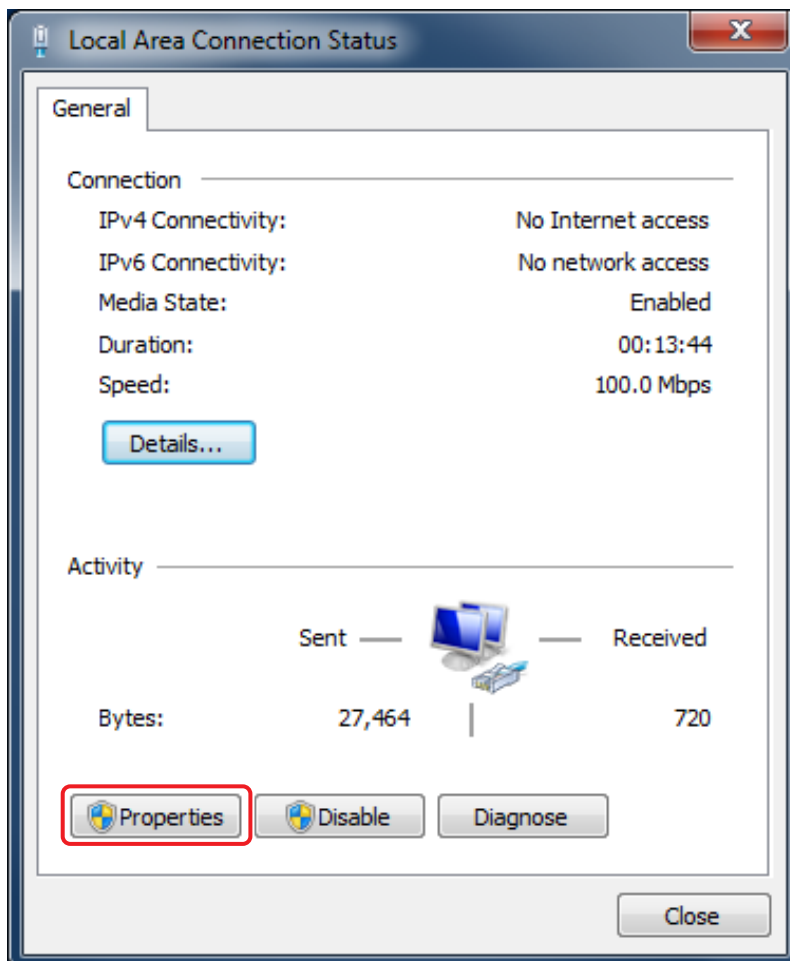 Local Area Connection Status
General
Connection
IPv4 Connectivity: No Internet access
IPv6 Connectivity: No network access
Media State: Enabled
Duration: 00:13:44
Speed: 100.0 Mbps
Details...
Activity
Sent Received
Bytes: 27,464 720
Properties Disable Diagnose
Close